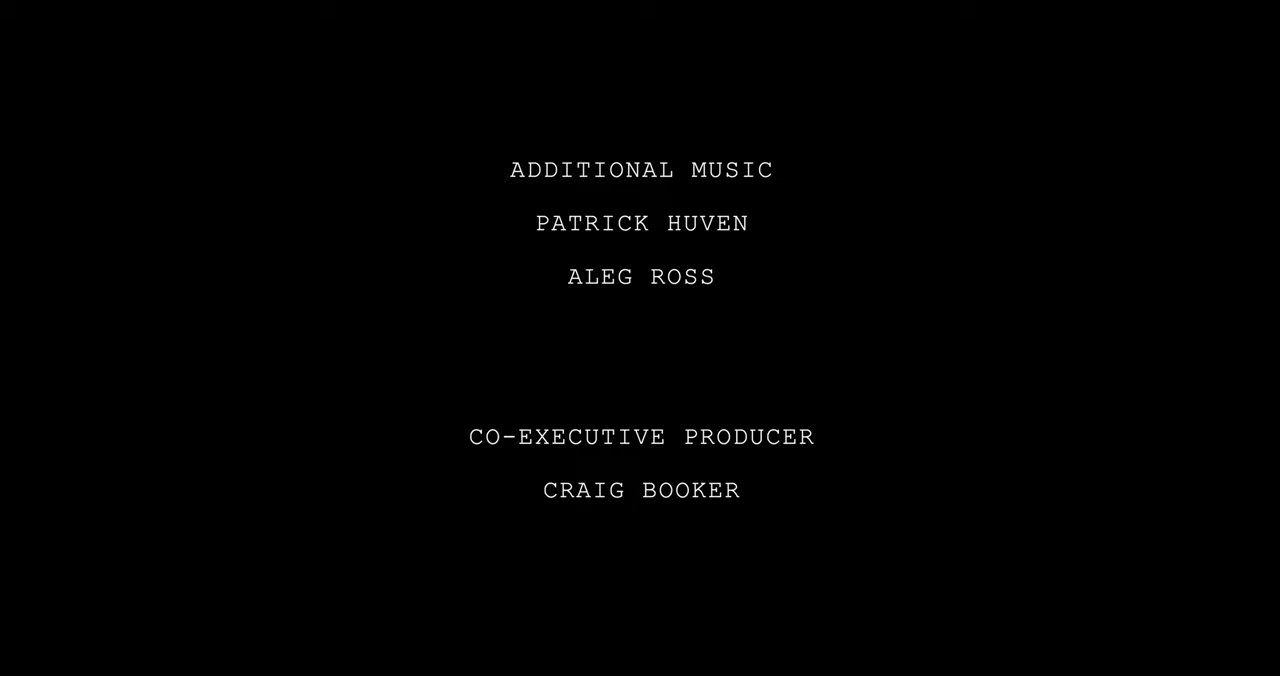 ADDITIONAL MUSIC
PATRICK HUVEN
ALEG ROSS
CO-EXECUTIVE PRODUCER
CRAIG BOOKER